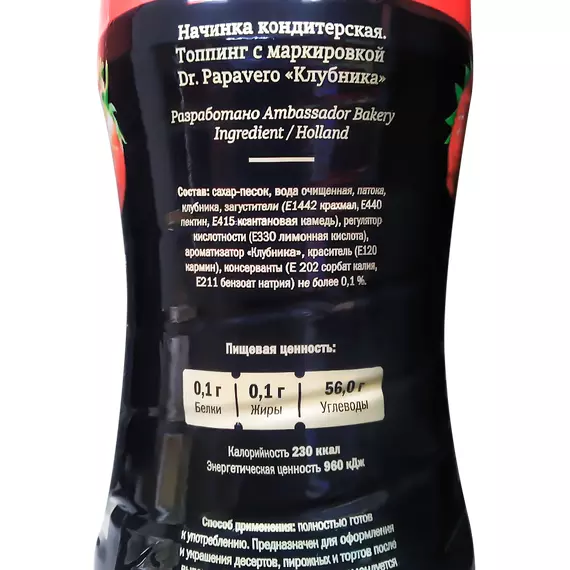 Начинка кондитерская.
Топпинг с маркировкой
Dr. Papavero «Клубника»
Разработано Ambassador Bakery
Ingredient / Holland
Состав: сахар-песок, вода очищенная, патока,
клубника, загустители (Е1442 крахмал, Е440
пектин, Е415 ксантановая камедь), регулятор
кислотности (Е330 лимонная кислота),
ароматизатор «Клубника», краситель (Е120
кармин), консерванты (Е 202 сорбат калия,
Е211 бензоат натрия) не более 0,1 %.
Пищевая ценность:
0,1 г 0,1 г 56,0 г
Белки Жиры Углеводы
Калорийность 230 ккал
Энергетическая ценность 960 кДж
Способ применения: полностью готов
к употреблению. Предназначен для оформления
и украшения десертов, пирожных и тортов после